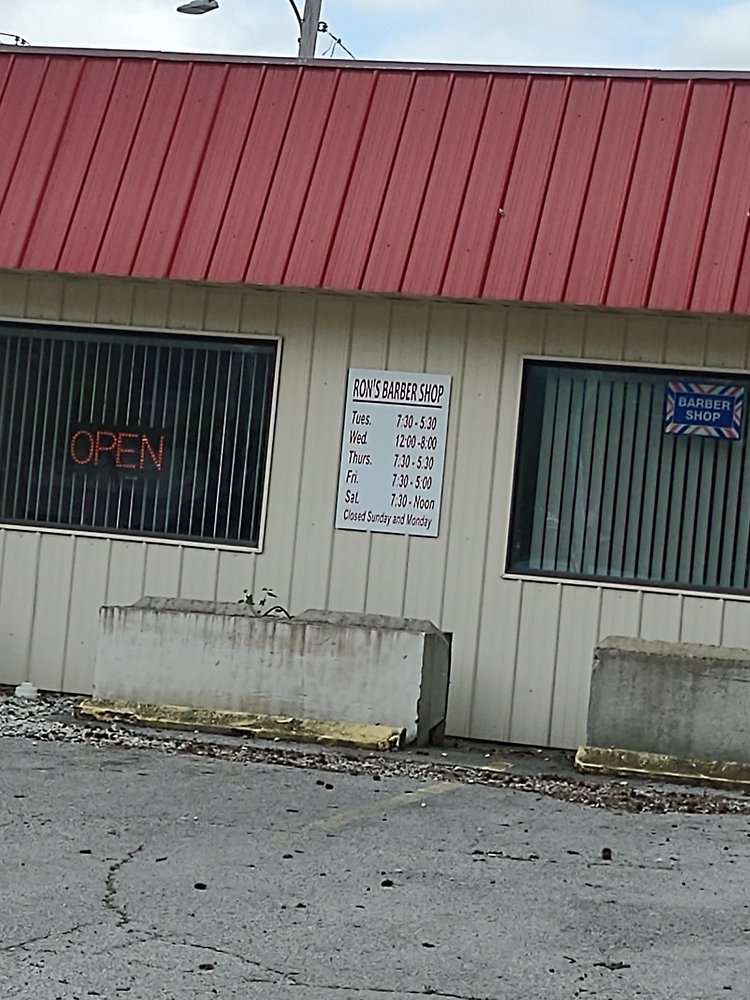 OPEN
RON'S BARBER SHOP
Tues. 7:30 - 5:30
Wed. 12:00 - 8:00
Thurs. 7:30 - 5:30
Fri. 7:30 - 5:00
Sat. 7:30 - Noon
Closed Sunday and Monday
BARBER
SHOP